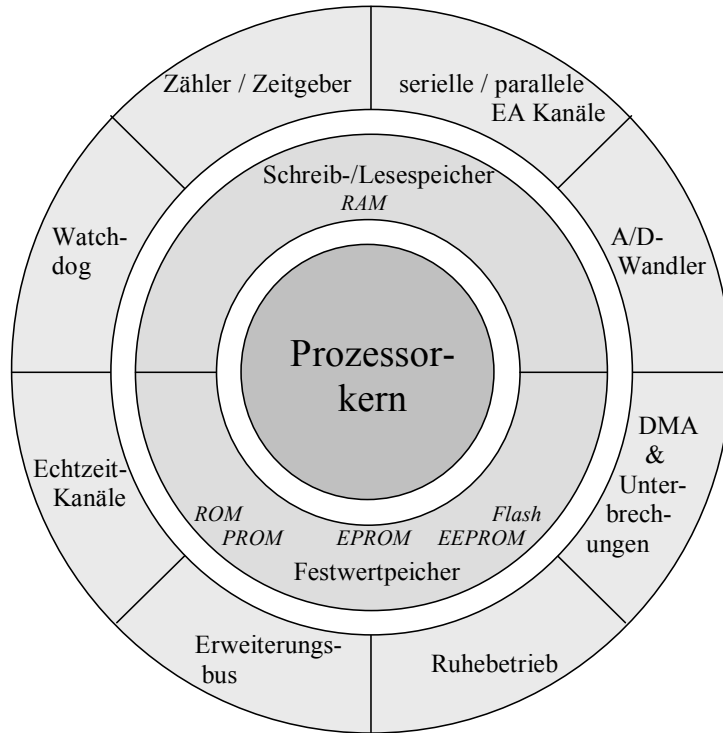 Zähler / Zeitgeber
serielle / parallele
EA Kanäle
Schreib-/Lesespeicher
RAM
Watch-
dog
A/D-
Wandler
Prozessor-
kern
DMA
&
Unter-
brech-
ungen
Echtzeit-
Kanäle
ROM
PROM
EPROM
Flash
EEPROM
Festwertpeicher
Erweiterungs-
bus
Ruhebetrieb